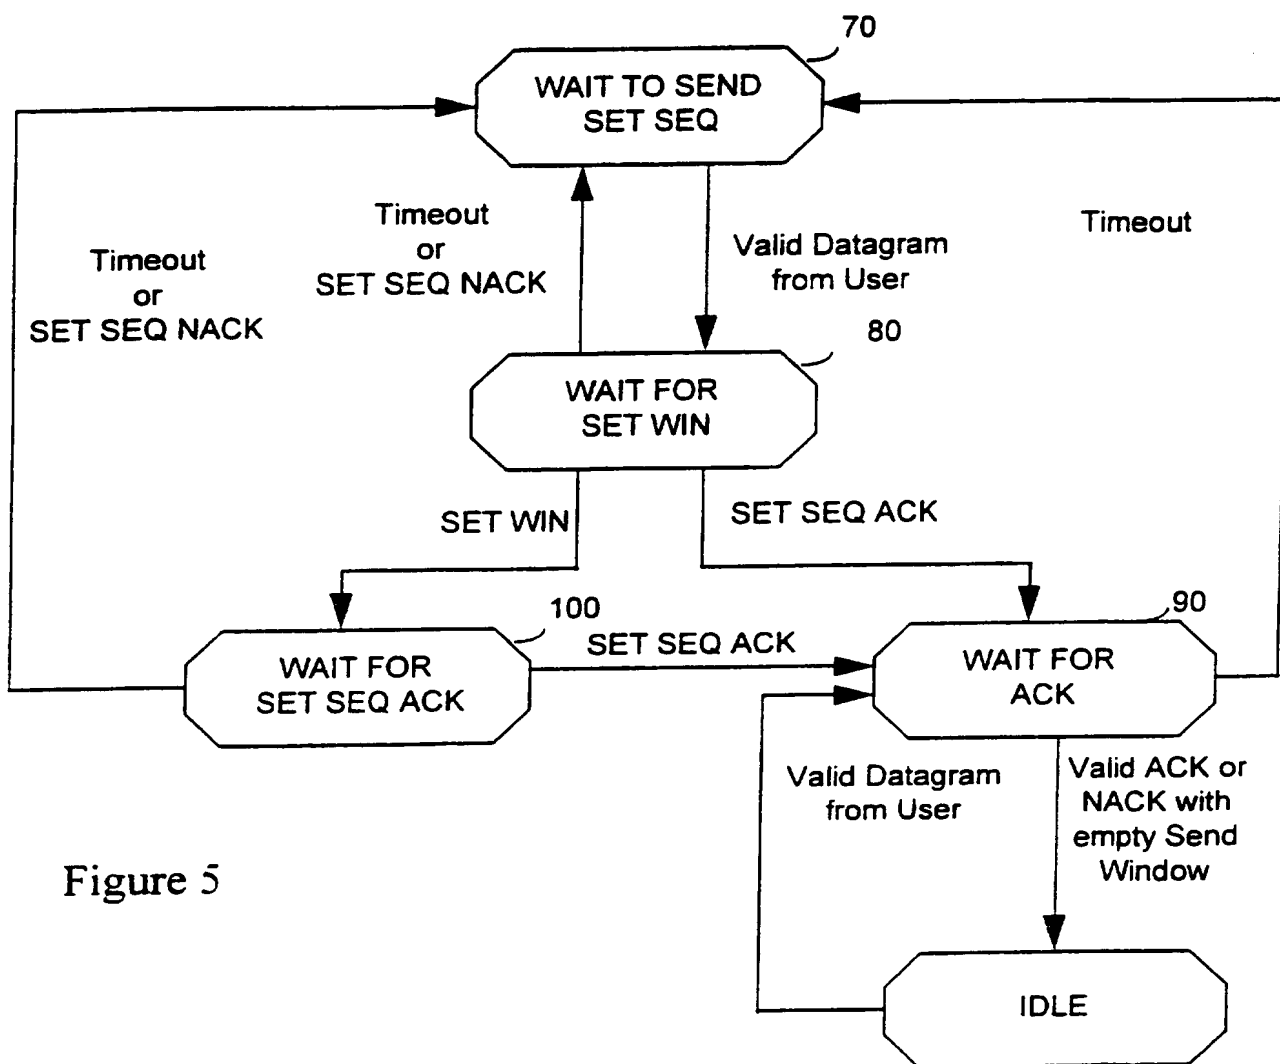 70
WAIT TO SEND
SET SEQ
Timeout
or
SET SEQ NACK
Timeout
or
SET SEQ NACK
Valid Datagram
from User
Timeout
80
WAIT FOR
SET WIN
SET WIN
SET SEQ ACK
100
WAIT FOR
SET SEQ ACK
SET SEQ ACK
90
WAIT FOR
ACK
Valid Datagram
from User
Valid ACK or
NACK with
empty Send
Window
Figure 5
IDLE